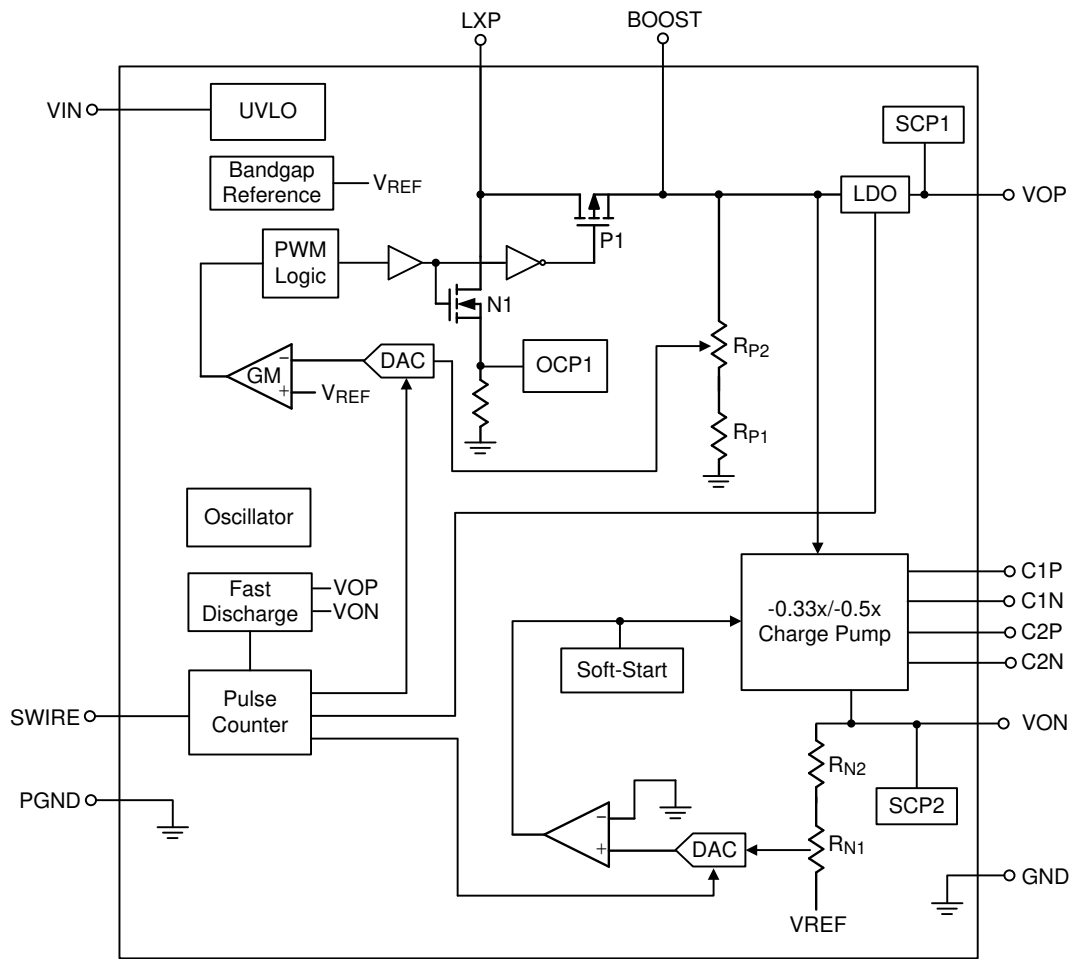 LXP
BOOST
VIN
UVLO
SCP1
Bandgap
Reference
VREF
LDO
VOP
P1
PWM
Logic
N1
GM
−
+
VREF
DAC
OCP1
RP2
RP1
Oscillator
Fast
Discharge
VOP
VON
-0.33x/-0.5x
Charge Pump
C1P
C1N
C2P
C2N
Soft-Start
SWIRE
Pulse
Counter
VON
RN2
SCP2
PGND
−
+
DAC
RN1
VREF
GND